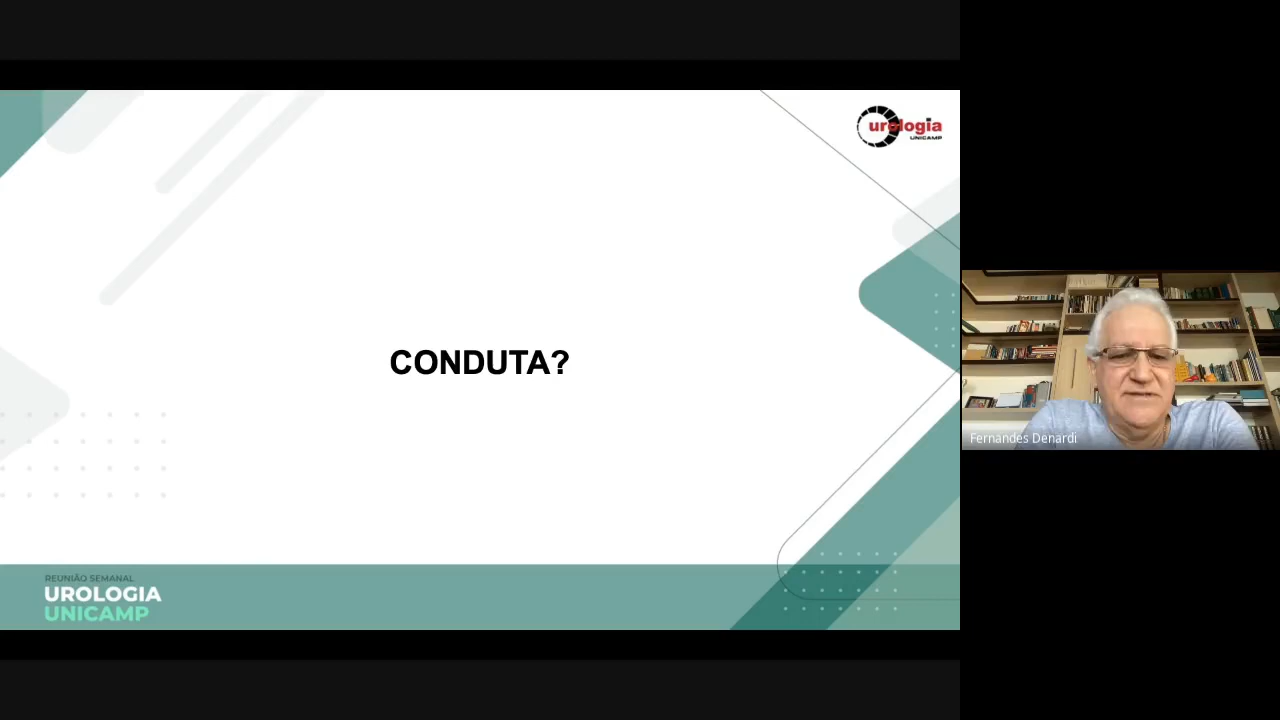 urologia
UNICAMP
CONDUTA?
Fernandes Denardi
REUNIÃO SEMANAL
UROLOGIA
UNICAMP